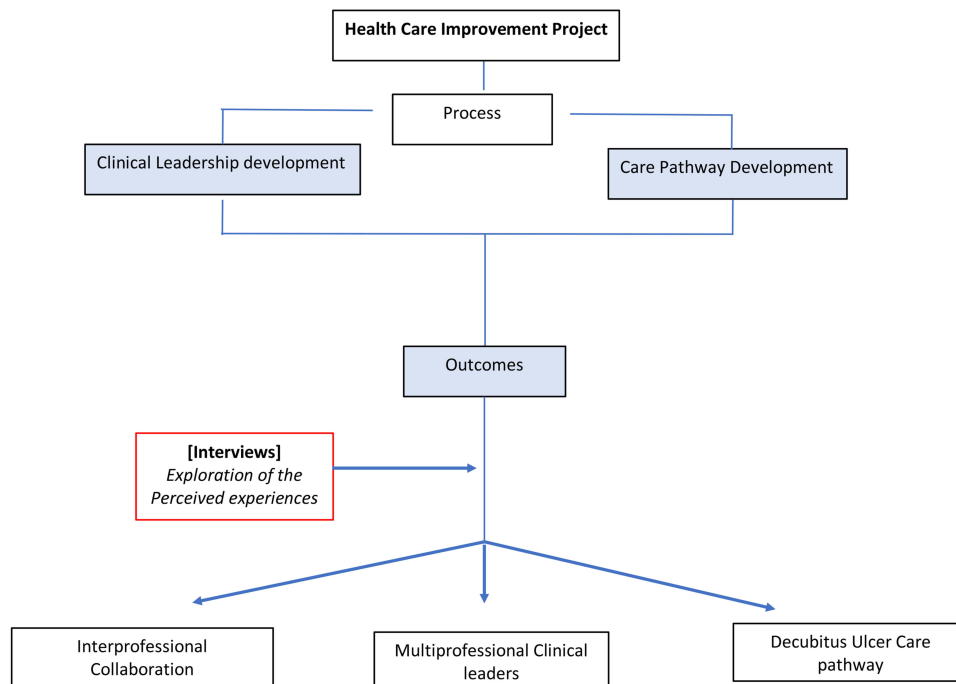 Health Care Improvement Project
Process
Clinical Leadership development
Care Pathway Development
Outcomes
[Interviews]
Exploration of the
Perceived experiences
Interprofessional
Collaboration
Multiprofessional Clinical
leaders
Decubitus Ulcer Care
pathway